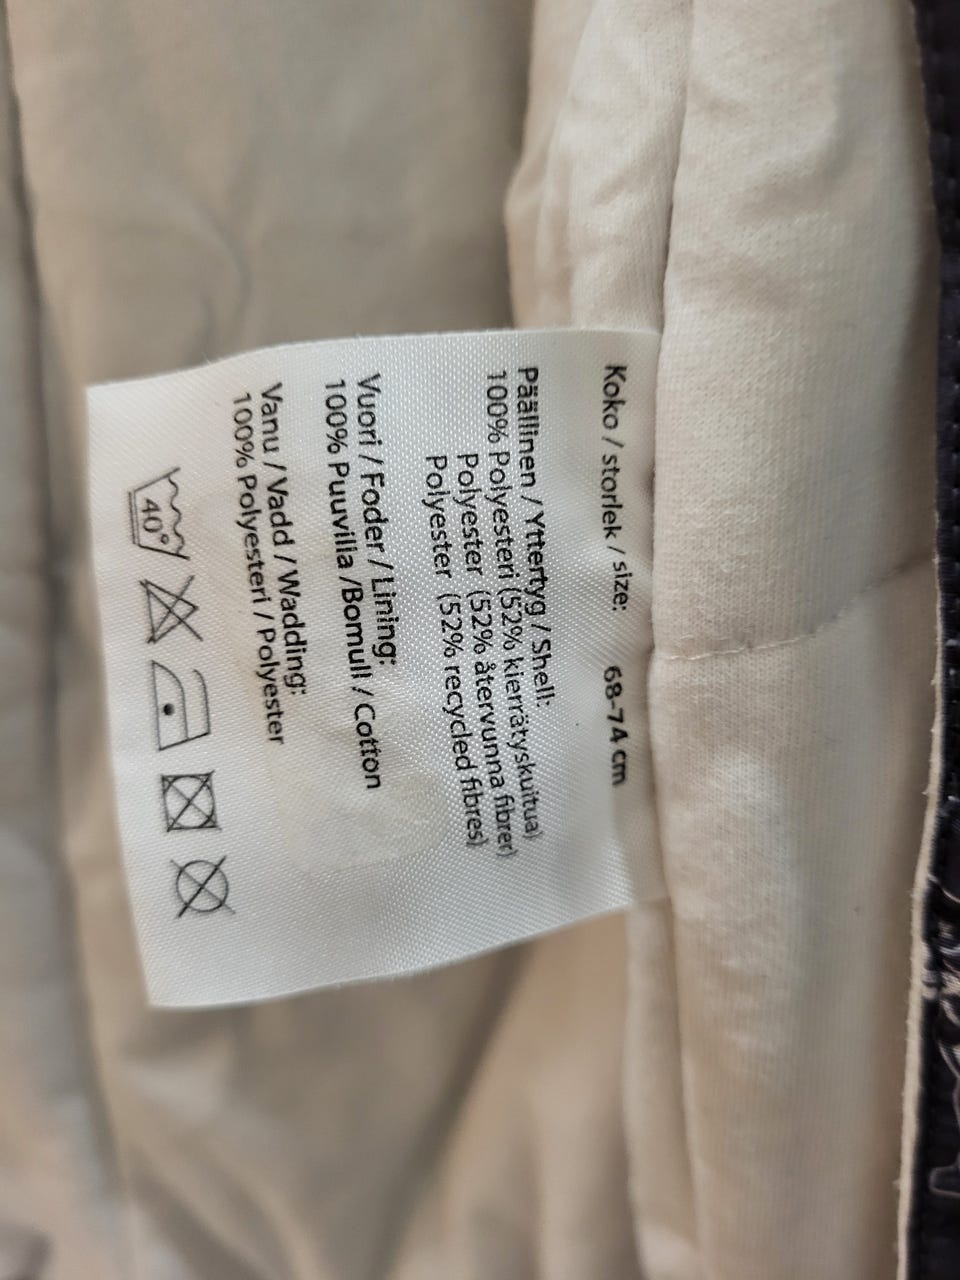 Koko / storlek / size: 68-74 cm
Päällinen / Yttertyg / Shell:
100% Polyesteri (52% kierrätyskuitua)
Polyester (52% återvunna fibrer)
Polyester (52% recycled fibres)
Vuori / Foder / Lining:
100% Puuvilla /Bomull / Cotton
Vanu / Vadd / Wadding:
100% Polyesteri / Polyester
40°